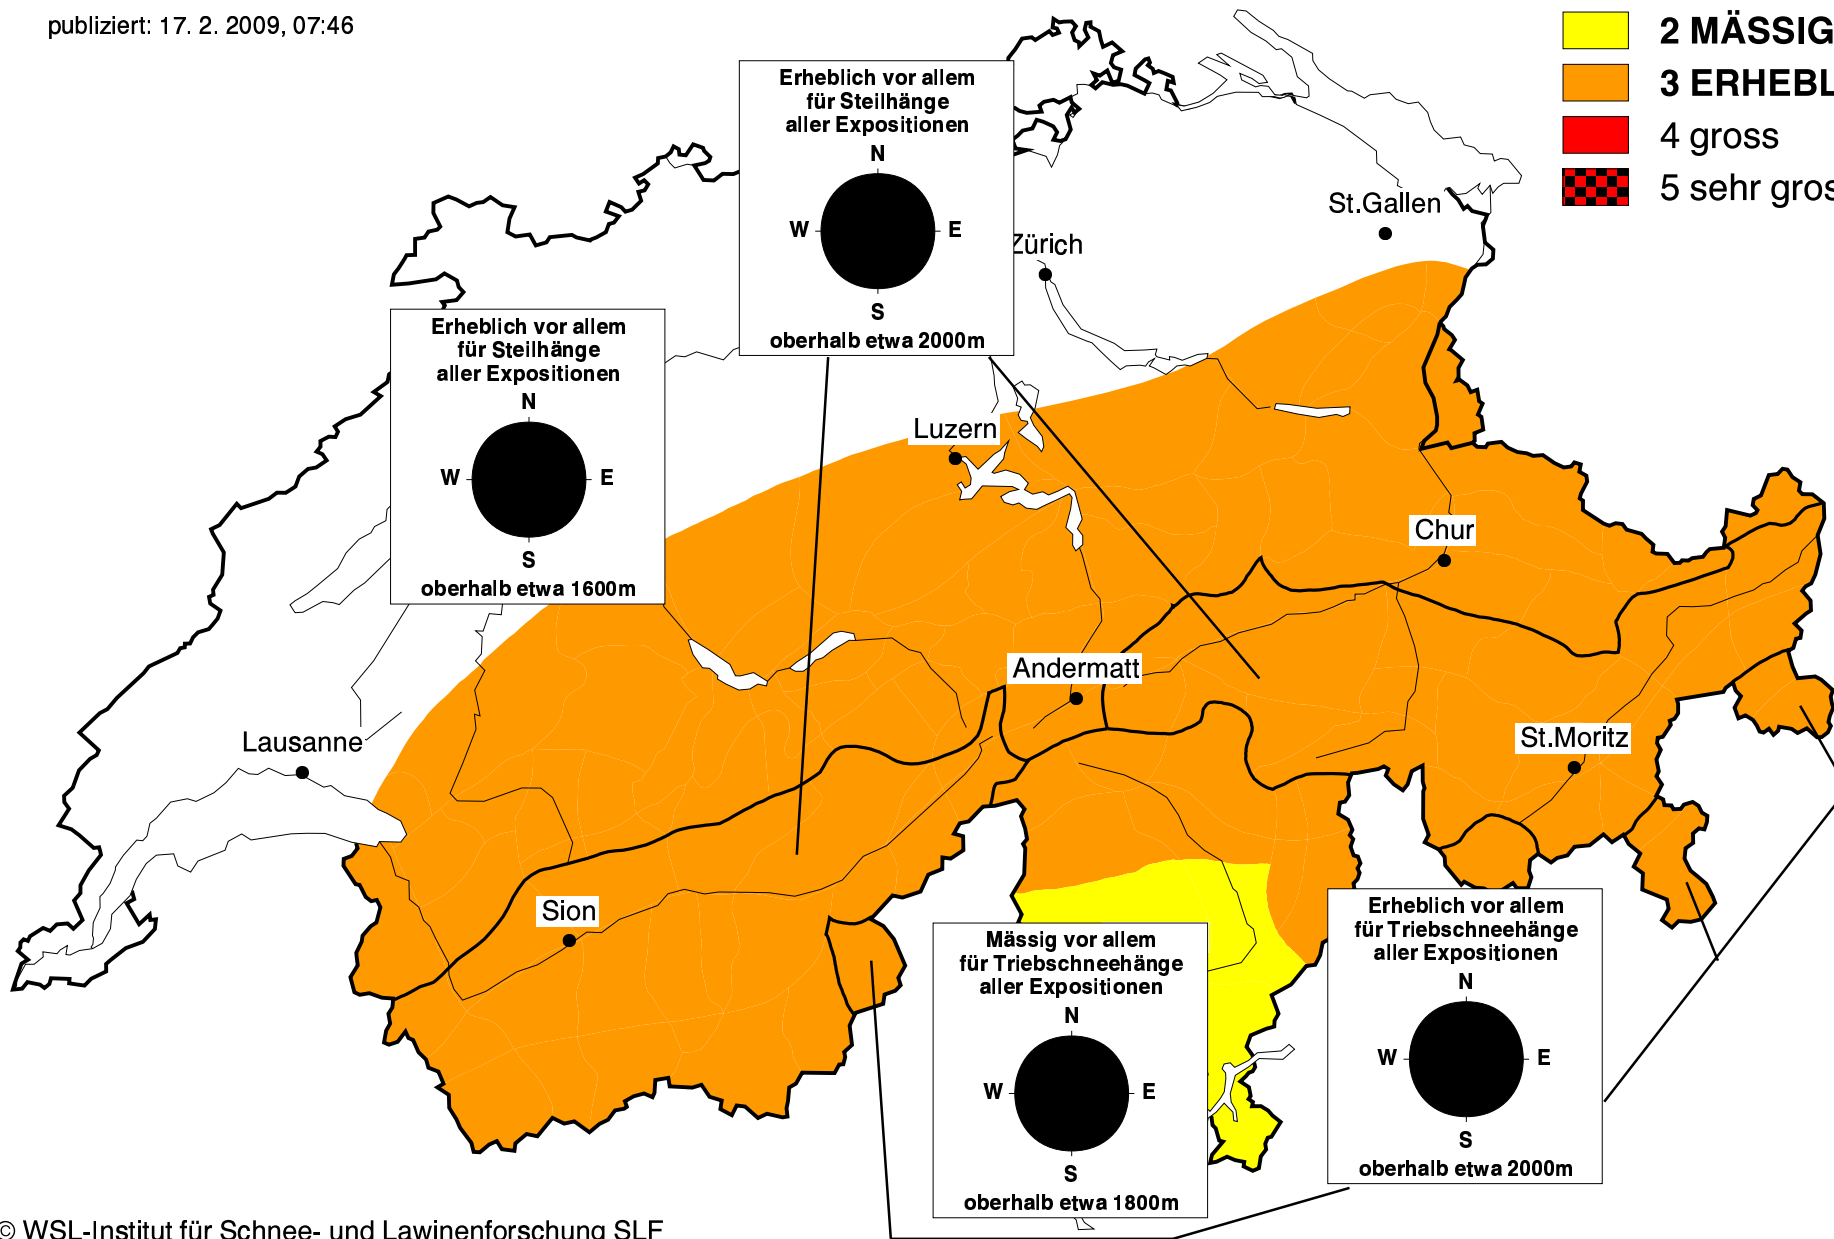 publiziert: 17. 2. 2009, 07:46
2 MÄSSIG
3 ERHEBL
4 gross
5 sehr gros
Erheblich vor allem
für Steilhänge
aller Expositionen
N
W E
S
oberhalb etwa 2000m
St.Gallen
Zürich
Erheblich vor allem
für Steilhänge
aller Expositionen
N
W E
S
oberhalb etwa 1600m
Luzern
Chur
Andermatt
Lausanne
St.Moritz
Sion
Mässig vor allem
für Triebschneehänge
aller Expositionen
N
W E
S
oberhalb etwa 1800m
Erheblich vor allem
für Triebschneehänge
aller Expositionen
N
W E
S
oberhalb etwa 2000m
© WSL-Institut für Schnee- und Lawinenforschung SLF